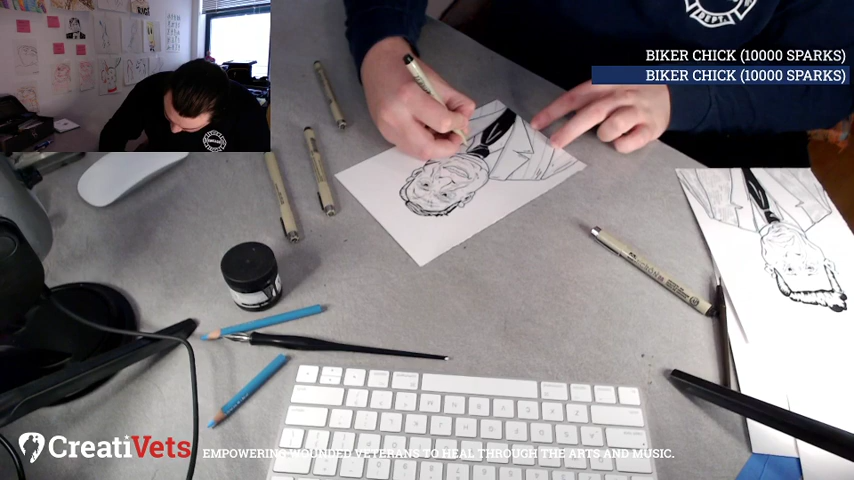 BIKER CHICK (10000 SPARKS)
BIKER CHICK (10000 SPARKS)
DEPT.
CreatiVets
EMPOWERING WOUNDED VETERANS TO HEAL THROUGH THE ARTS AND MUSIC.